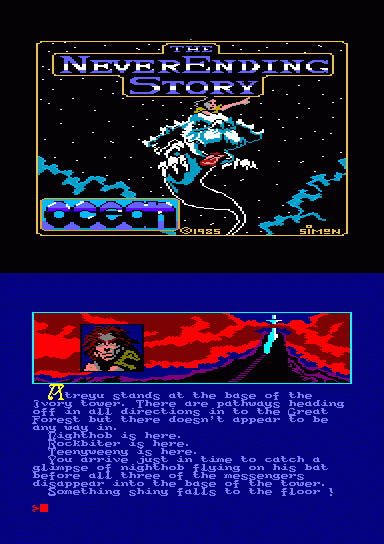 THE
NEVERENDING
STORY
ocean
©1985
SIMON
Atreyu stands at the base of the
Ivory tower. There are pathways heading
off in all directions in to the Great
Forest but there doesn't appear to be
any way in.
Nighthob is here.
Rockbiter is here.
Teenyweeny is here.
You arrive just in time to catch a
glimpse of nighthob flying on his bat
before all three of the messengers
disappear into the base of the tower.
Something shiny falls to the floor !
>